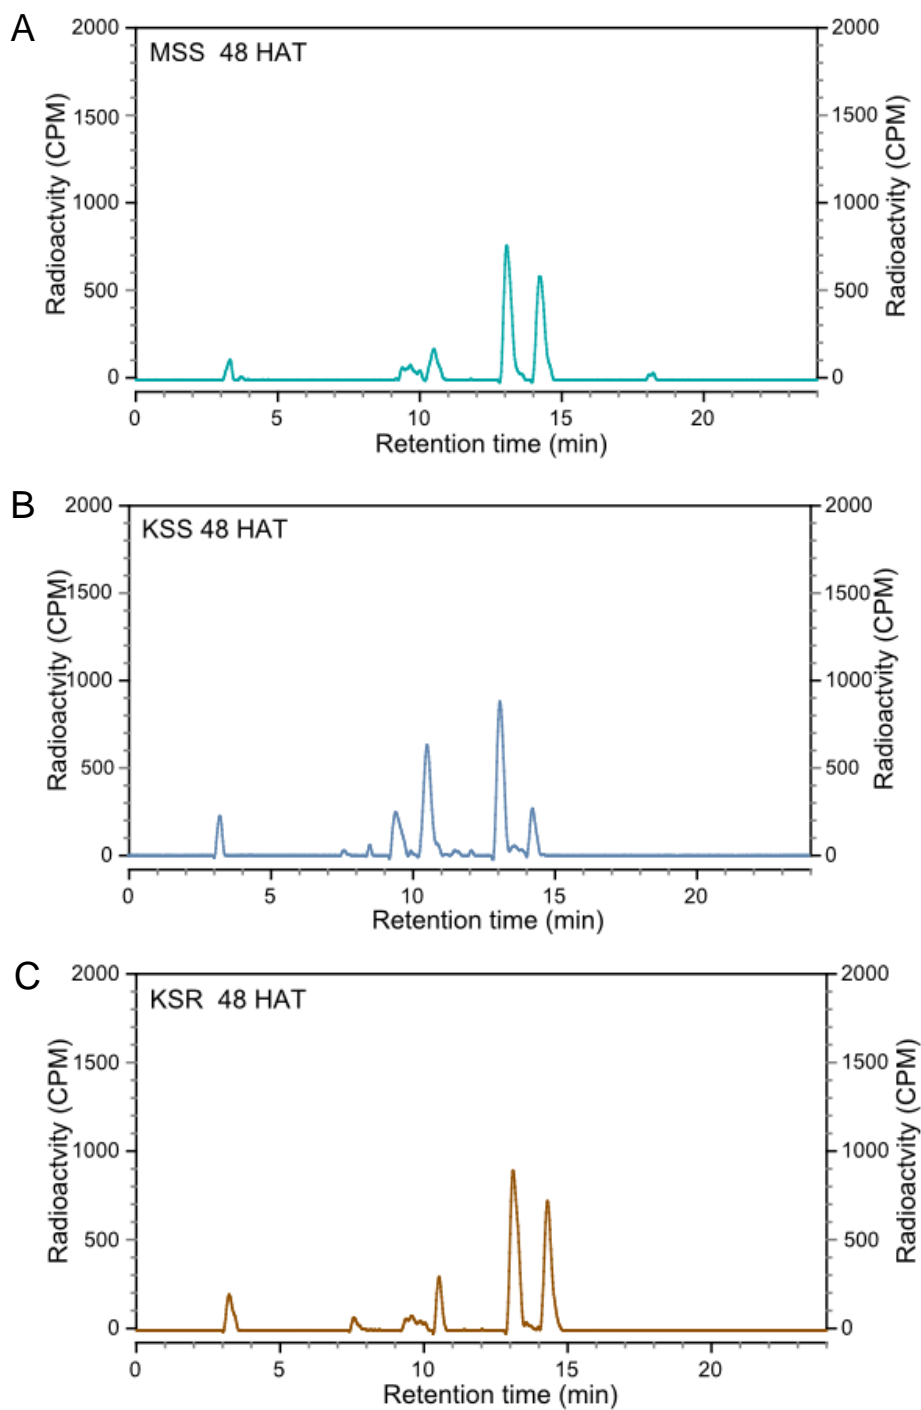 A
MSS 48 HAT
2000
1500
1000
500
0
Radioactvity (CPM)
2000
1500
1000
500
0
Radioactvity (CPM)
0 5 10 15 20
Retention time (min)
B
KSS 48 HAT
2000
1500
1000
500
0
Radioactvity (CPM)
2000
1500
1000
500
0
Radioactvity (CPM)
0 5 10 15 20
Retention time (min)
C
KSR 48 HAT
2000
1500
1000
500
0
Radioactvity (CPM)
2000
1500
1000
500
0
Radioactvity (CPM)
0 5 10 15 20
Retention time (min)